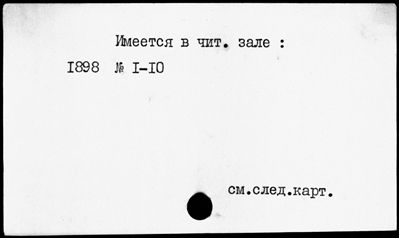 Имеется в чит. зале :
1898 № 1-10
см.след.карт.